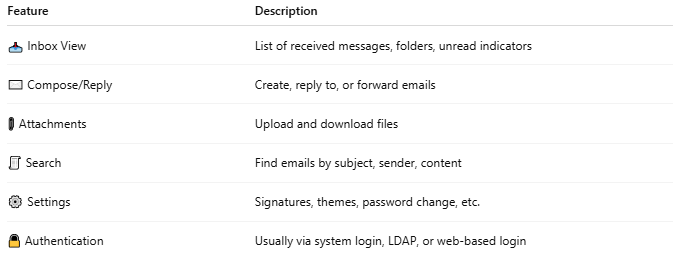 Feature Description
Inbox View List of received messages, folders, unread indicators
Compose/Reply Create, reply to, or forward emails
Attachments Upload and download files
Search Find emails by subject, sender, content
Settings Signatures, themes, password change, etc.
Authentication Usually via system login, LDAP, or web-based login